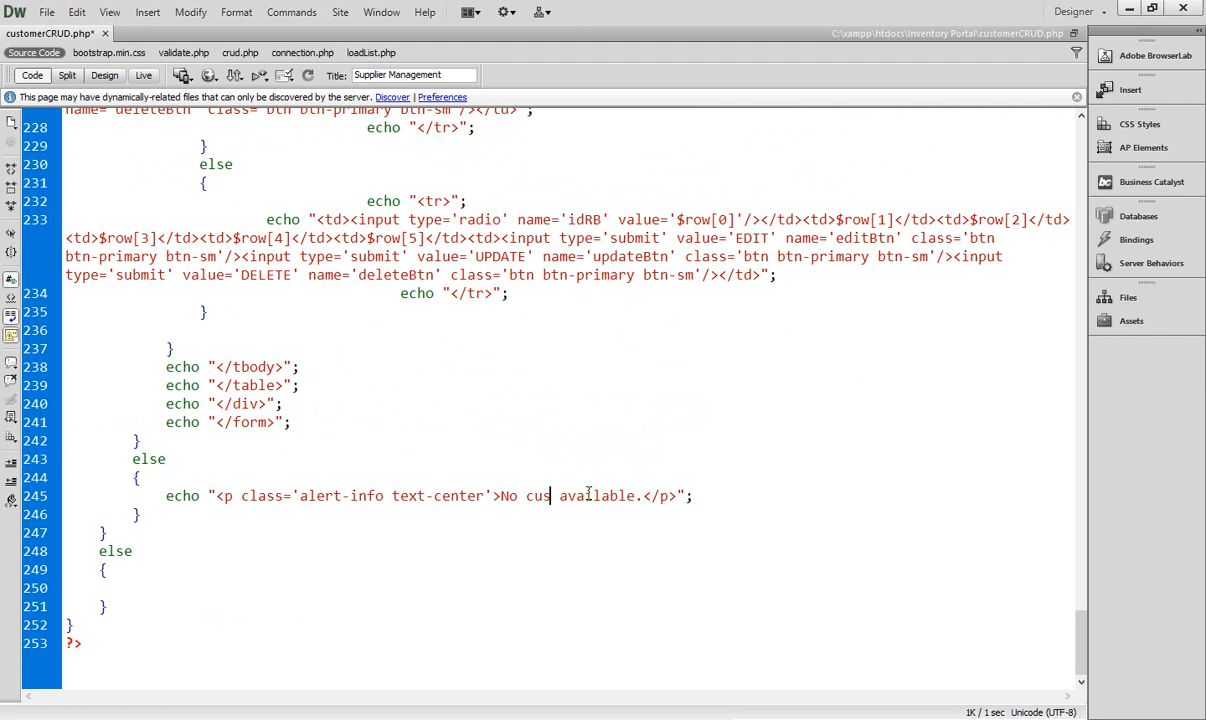 Dw File Edit View Insert Modify Format Commands Site Window Help Designer
customerCRUD.php* × C:\xampp\htdocs\Inventory Portal\customerCRUD.php
Source Code bootstrap.min.css validate.php crud.php connection.php loadList.php
Code Split Design Live Title: Supplier Management
This page may have dynamically-related files that can only be discovered by the server. Discover | Preferences
name='deleteBtn' class='btn btn-primary btn-sm'/></td>";
228 echo "</tr>";
229 }
230 else
231 {
232 echo "<tr>";
233 echo "<td><input type='radio' name='idRB' value='$row[0]'/></td><td>$row[1]</td><td>$row[2]</td>
<td>$row[3]</td><td>$row[4]</td><td>$row[5]</td><td><input type='submit' value='EDIT' name='editBtn' class='btn
btn-primary btn-sm'/><input type='submit' value='UPDATE' name='updateBtn' class='btn btn-primary btn-sm'/><input
type='submit' value='DELETE' name='deleteBtn' class='btn btn-primary btn-sm'/></td>";
234 echo "</tr>";
235 }
236
237 }
238 echo "</tbody>";
239 echo "</table>";
240 echo "</div>";
241 echo "</form>";
242 }
243 else
244 {
245 echo "<p class='alert-info text-center'>No cus available.</p>";
246 }
247 }
248 else
249 {
250
251 }
252 }
253 ?>
Adobe BrowserLab
Insert
CSS Styles
AP Elements
Business Catalyst
Databases
Bindings
Server Behaviors
Files
Assets
1K / 1 sec Unicode (UTF-8)